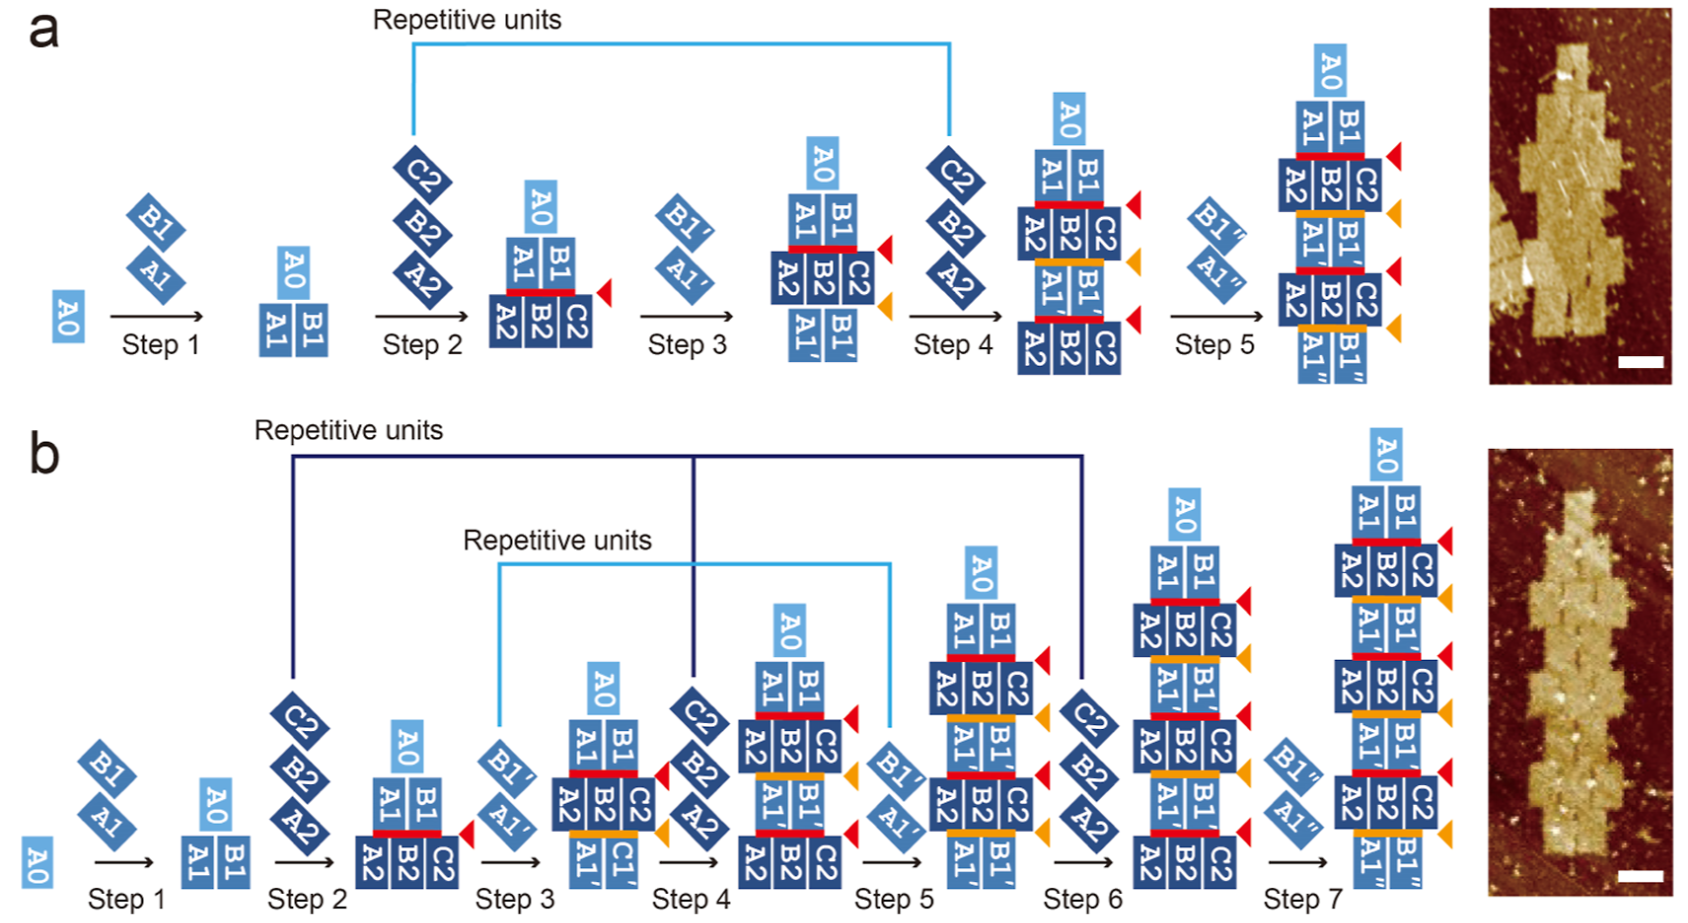 a
Repetitive units
A0
B1
A1
Step 1
A0
A1 B1
C2
B2
A2
Step 2
A0
A1 B1
A2 B2 C2
B1′
A1′
Step 3
A0
A1 B1
A2 B2 C2
A1′ B1′
C2
B2
A2
Step 4
A0
A1 B1
A2 B2 C2
A1′ B1′
A2 B2 C2
B1″
A1″
Step 5
A0
A1 B1
A2 B2 C2
A1′ B1′
A2 B2 C2
A1″ B1″
b
Repetitive units
Repetitive units
A0
B1
A1
Step 1
A0
A1 B1
C2
B2
A2
Step 2
A0
A1 B1
A2 B2 C2
B1′
A1′
Step 3
A0
A1 B1
A2 B2 C2
A1′ C1′
C2
B2
A2
Step 4
A0
A1 B1
A2 B2 C2
A1′ B1′
A2 B2 C2
B1′
A1′
Step 5
A0
A1 B1
A2 B2 C2
A1′ B1′
A2 B2 C2
A1′ B1′
C2
B2
A2
Step 6
A0
A1 B1
A2 B2 C2
A1′ B1′
A2 B2 C2
A1′ B1′
A2 B2 C2
B1″
A1″
Step 7
A0
A1 B1
A2 B2 C2
A1′ B1′
A2 B2 C2
A1′ B1′
A2 B2 C2
A1″ B1″